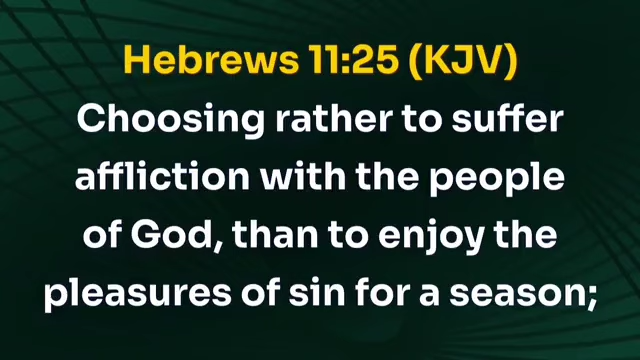 Hebrews 11:25 (KJV)
Choosing rather to suffer
affliction with the people
of God, than to enjoy the
pleasures of sin for a season;